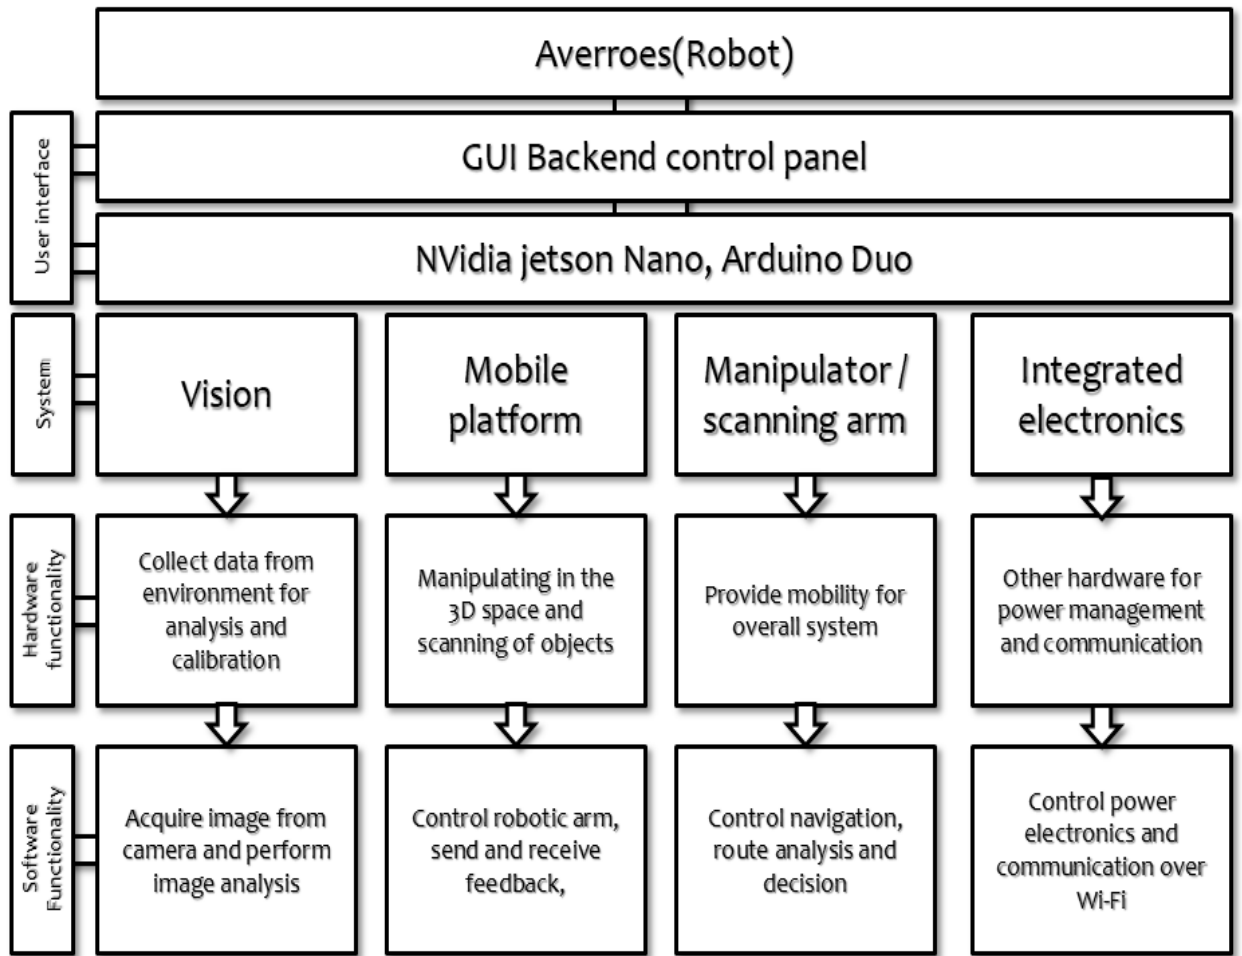 Averroes(Robot)
User interface
GUI Backend control panel
NVidia jetson Nano, Arduino Duo
System
Vision
Mobile
platform
Manipulator /
scanning arm
Integrated
electronics
Hardware
functionality
Collect data from
environment for
analysis and
calibration
Manipulating in the
3D space and
scanning of objects
Provide mobility for
overall system
Other hardware for
power management
and communication
Software
Functionality
Acquire image from
camera and perform
image analysis
Control robotic arm,
send and receive
feedback,
Control navigation,
route analysis and
decision
Control power
electronics and
communication over
Wi-Fi